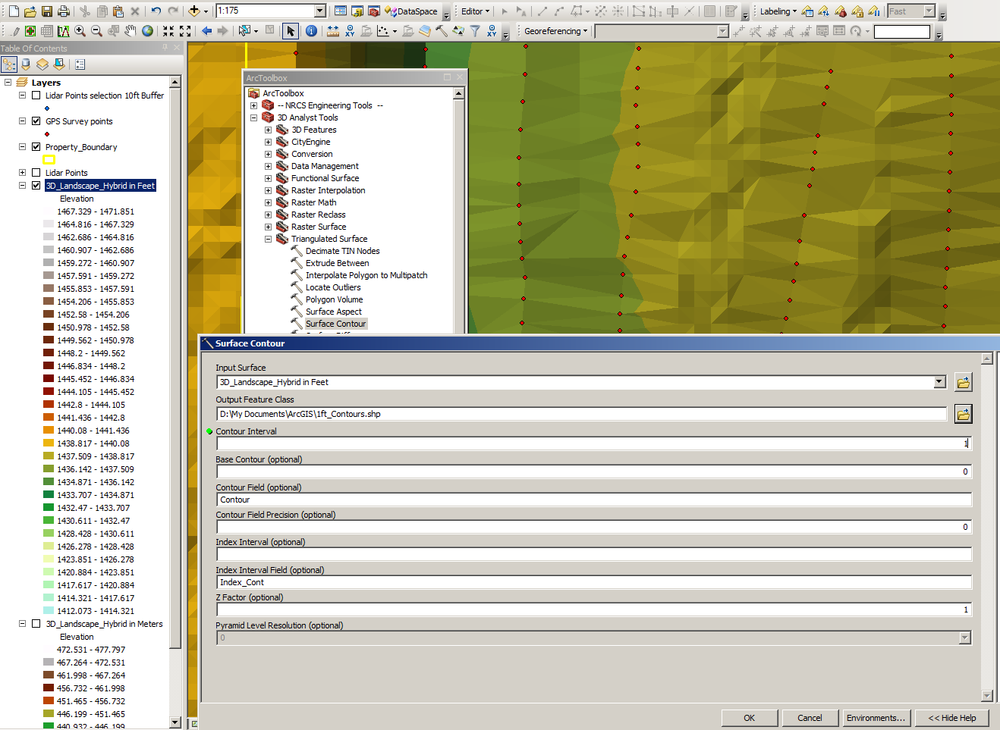 1:175
DataSpace
Editor
Labeling
Fast
Georeferencing
Table Of Contents
Layers
Lidar Points selection 10ft Buffer
GPS Survey points
Property_Boundary
Lidar Points
3D_Landscape_Hybrid in Feet
Elevation
1467.329 - 1471.851
1464.816 - 1467.329
1462.686 - 1464.816
1460.907 - 1462.686
1459.272 - 1460.907
1457.591 - 1459.272
1455.853 - 1457.591
1454.206 - 1455.853
1452.58 - 1454.206
1450.978 - 1452.58
1449.562 - 1450.978
1448.2 - 1449.562
1446.834 - 1448.2
1445.452 - 1446.834
1444.105 - 1445.452
1442.8 - 1444.105
1441.436 - 1442.8
1440.08 - 1441.436
1438.817 - 1440.08
1437.509 - 1438.817
1436.142 - 1437.509
1434.871 - 1436.142
1433.707 - 1434.871
1432.47 - 1433.707
1430.611 - 1432.47
1428.428 - 1430.611
1426.278 - 1428.428
1423.851 - 1426.278
1420.884 - 1423.851
1417.617 - 1420.884
1414.321 - 1417.617
1412.073 - 1414.321
3D_Landscape_Hybrid in Meters
Elevation
472.531 - 477.797
467.264 - 472.531
461.998 - 467.264
456.732 - 461.998
451.465 - 456.732
446.199 - 451.465
440.932 - 446.199
ArcToolbox
ArcToolbox
-- NRCS Engineering Tools --
3D Analyst Tools
3D Features
CityEngine
Conversion
Data Management
Functional Surface
Raster Interpolation
Raster Math
Raster Reclass
Raster Surface
Triangulated Surface
Decimate TIN Nodes
Extrude Between
Interpolate Polygon to Multipatch
Locate Outliers
Polygon Volume
Surface Aspect
Surface Contour
Surface Contour
Input Surface
3D_Landscape_Hybrid in Feet
Output Feature Class
D:\My Documents\ArcGIS\1ft_Contours.shp
Contour Interval
1
Base Contour (optional)
0
Contour Field (optional)
Contour
Contour Field Precision (optional)
0
Index Interval (optional)
Index Interval Field (optional)
Index_Cont
Z Factor (optional)
1
Pyramid Level Resolution (optional)
0
OK
Cancel
Environments...
<< Hide Help